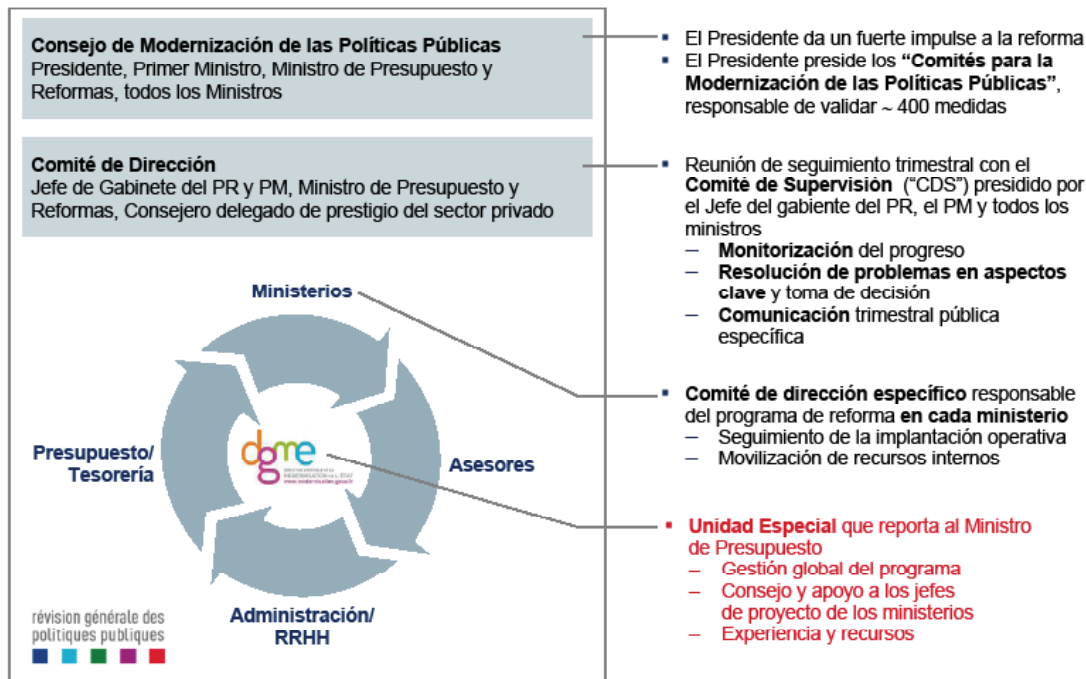 Consejo de Modernización de las Políticas Públicas
Presidente, Primer Ministro, Ministro de Presupuesto y
Reformas, todos los Ministros
▪ El Presidente da un fuerte impulse a la reforma
▪ El Presidente preside los “Comités para la
Modernización de las Políticas Públicas”,
responsable de validar ~ 400 medidas
Comité de Dirección
Jefe de Gabinete del PR y PM, Ministro de Presupuesto y
Reformas, Consejero delegado de prestigio del sector privado
▪ Reunión de seguimiento trimestral con el
Comité de Supervisión (“CDS”) presidido por
el Jefe del gabiente del PR, el PM y todos los
ministros
– Monitorización del progreso
– Resolución de problemas en aspectos
clave y toma de decisión
– Comunicación trimestral pública
específica
Ministerios
Presupuesto/
Tesorería
dgme
Asesores
Administración/
RRHH
▪ Comité de dirección específico responsable
del programa de reforma en cada ministerio
– Seguimiento de la implantación operativa
– Movilización de recursos internos
▪ Unidad Especial que reporta al Ministro
de Presupuesto
– Gestión global del programa
– Consejo y apoyo a los jefes
de proyecto de los ministerios
– Experiencia y recursos
révision générale des
politiques publiques